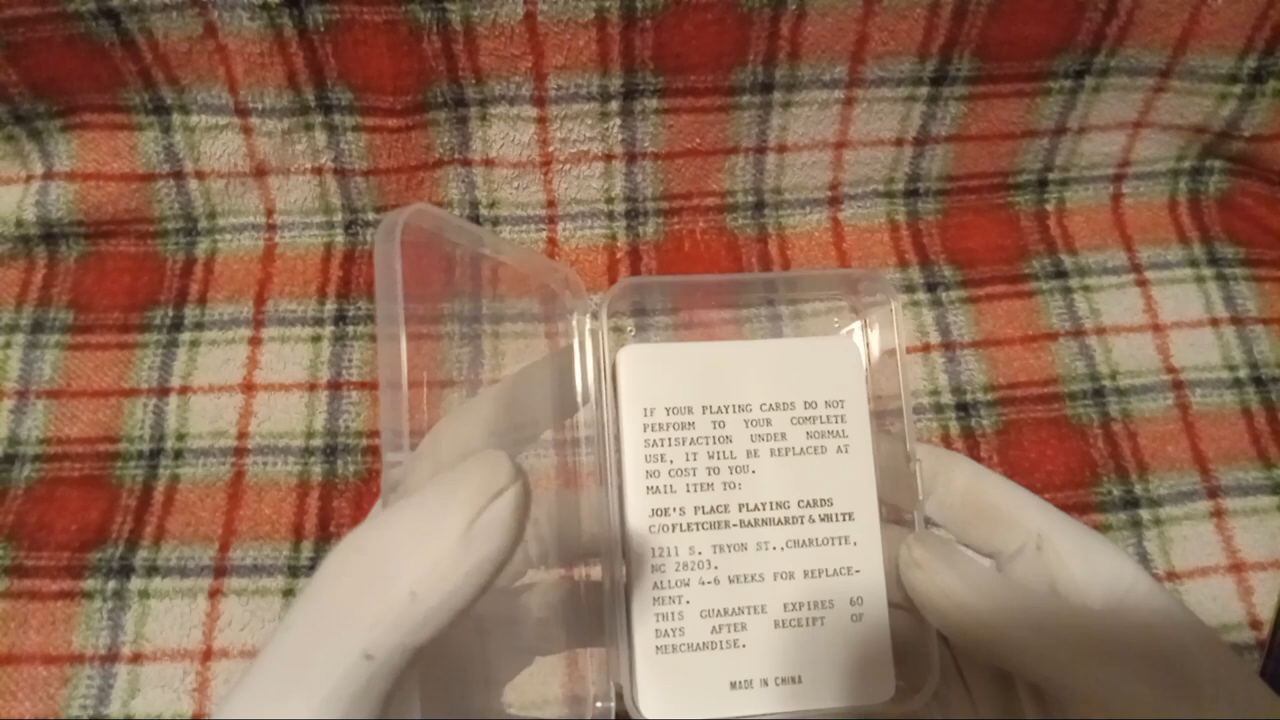 IF YOUR PLAYING CARDS DO NOT
PERFORM TO YOUR COMPLETE
SATISFACTION UNDER NORMAL
USE, IT WILL BE REPLACED AT
NO COST TO YOU.
MAIL ITEM TO:
JOE'S PLACE PLAYING CARDS
C/OFLETCHER-BARNHARDT & WHITE
1211 S. TRYON ST.,CHARLOTTE,
NC 28203.
ALLOW 4-6 WEEKS FOR REPLACE-
MENT.
THIS GUARANTEE EXPIRES 60
DAYS AFTER RECEIPT OF
MERCHANDISE.
MADE IN CHINA